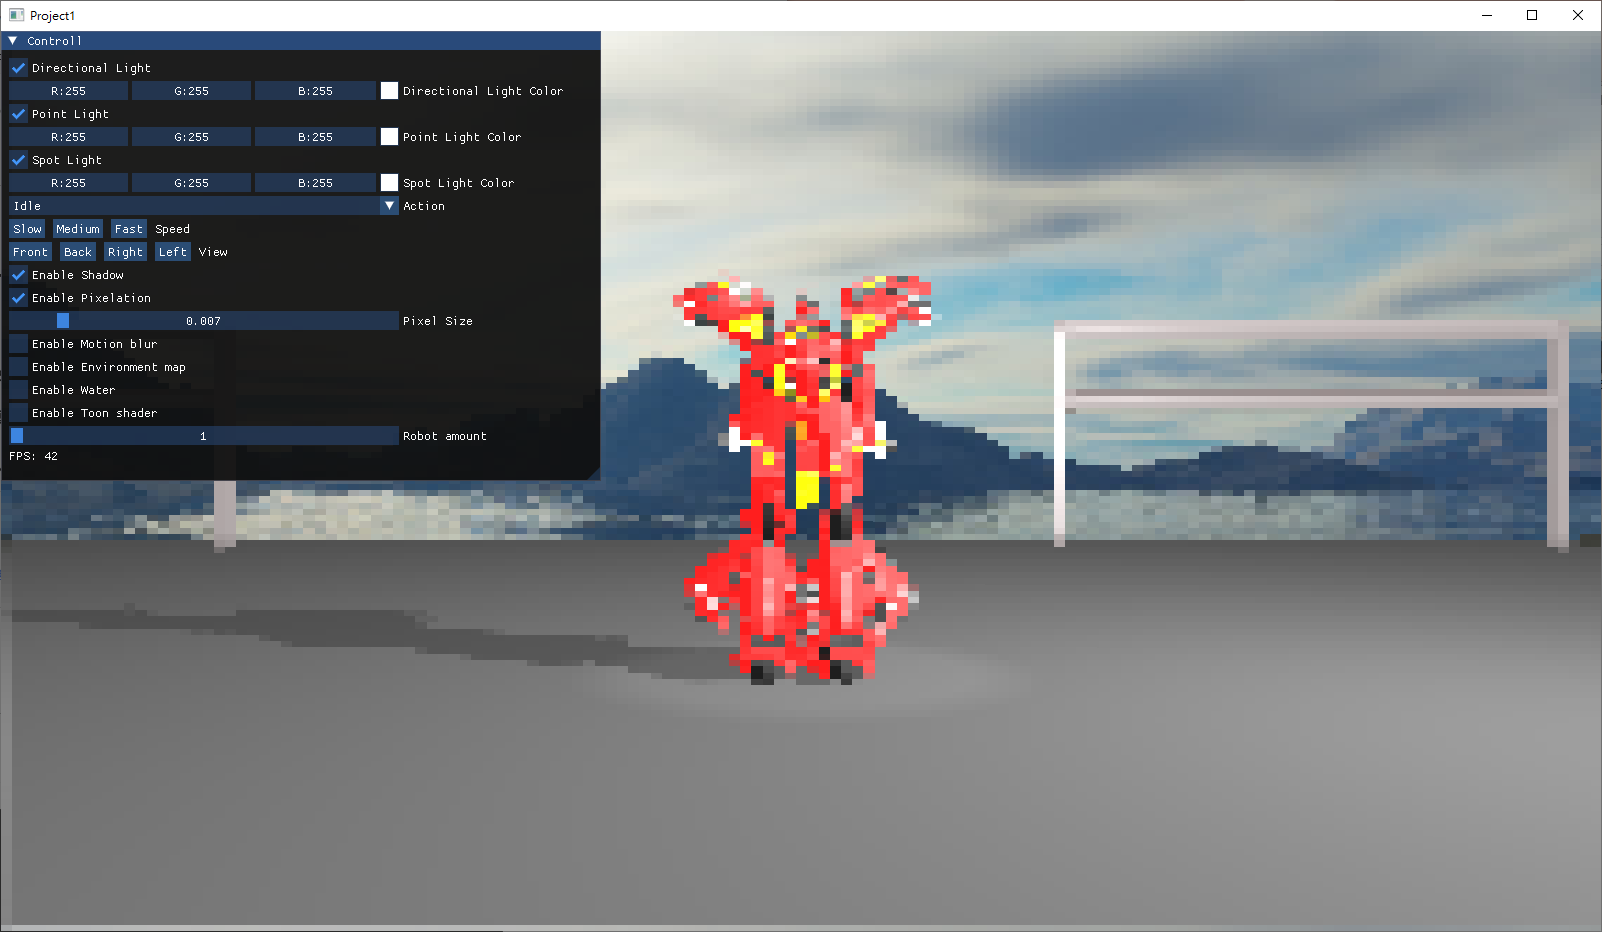 Project1
Controll
Directional Light
R:255 G:255 B:255 Directional Light Color
Point Light
R:255 G:255 B:255 Point Light Color
Spot Light
R:255 G:255 B:255 Spot Light Color
Idle Action
Slow Medium Fast Speed
Front Back Right Left View
Enable Shadow
Enable Pixelation
0.007 Pixel Size
Enable Motion blur
Enable Environment map
Enable Water
Enable Toon shader
1 Robot amount
FPS: 42